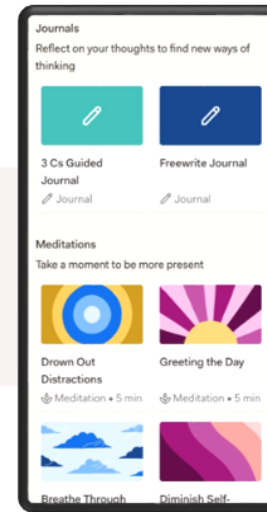 Journals
Reflect on your thoughts to find new ways of
thinking
3 Cs Guided
Journal
Freewrite Journal
Journal
Journal
Meditations
Take a moment to be more present
Drown Out
Distractions
Greeting the Day
Meditation • 5 min
Meditation • 5 min
Breathe Through
Diminish Self-